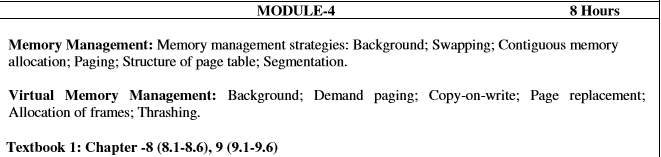 MODULE-4 8 Hours
Memory Management: Memory management strategies: Background; Swapping; Contiguous memory
allocation; Paging; Structure of page table; Segmentation.
Virtual Memory Management: Background; Demand paging; Copy-on-write; Page replacement;
Allocation of frames; Thrashing.
Textbook 1: Chapter -8 (8.1-8.6), 9 (9.1-9.6)